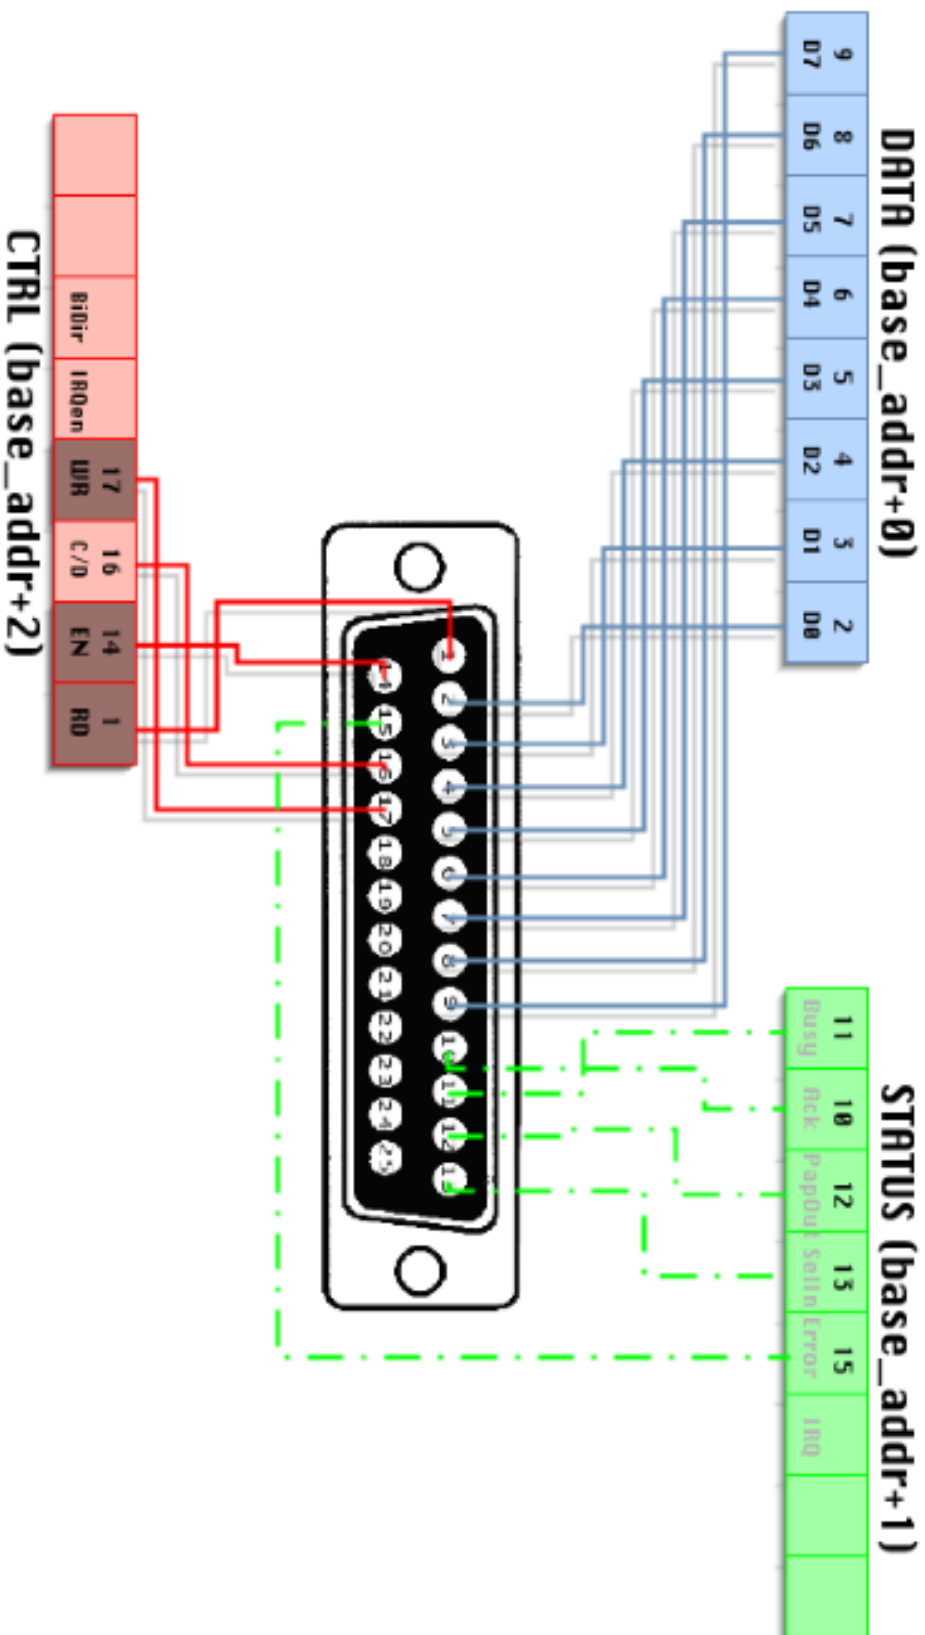 DATA (base_addr+0)
9 8 7 6 5 4 3 2
D7 D6 D5 D4 D3 D2 D1 D0
STATUS (base_addr+1)
11 10 12 13 15
Busy Ack PapOut SelIn Error IRQ
1 2 3 4 5 6 7 8 9 10 11 12 13
14 15 16 17 18 19 20 21 22 23 24 25
17 16 14 1
BiDir IRQen WR C/D EN RD
CTRL (base_addr+2)